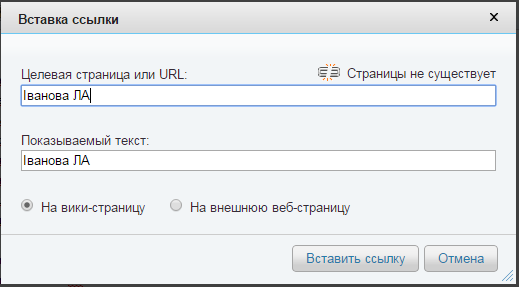 Вставка ссылки
Целевая страница или URL: Страницы не существует
Іванова ЛА
Показываемый текст:
Іванова ЛА
На вики-страницу На внешнюю веб-страницу
Вставить ссылку Отмена